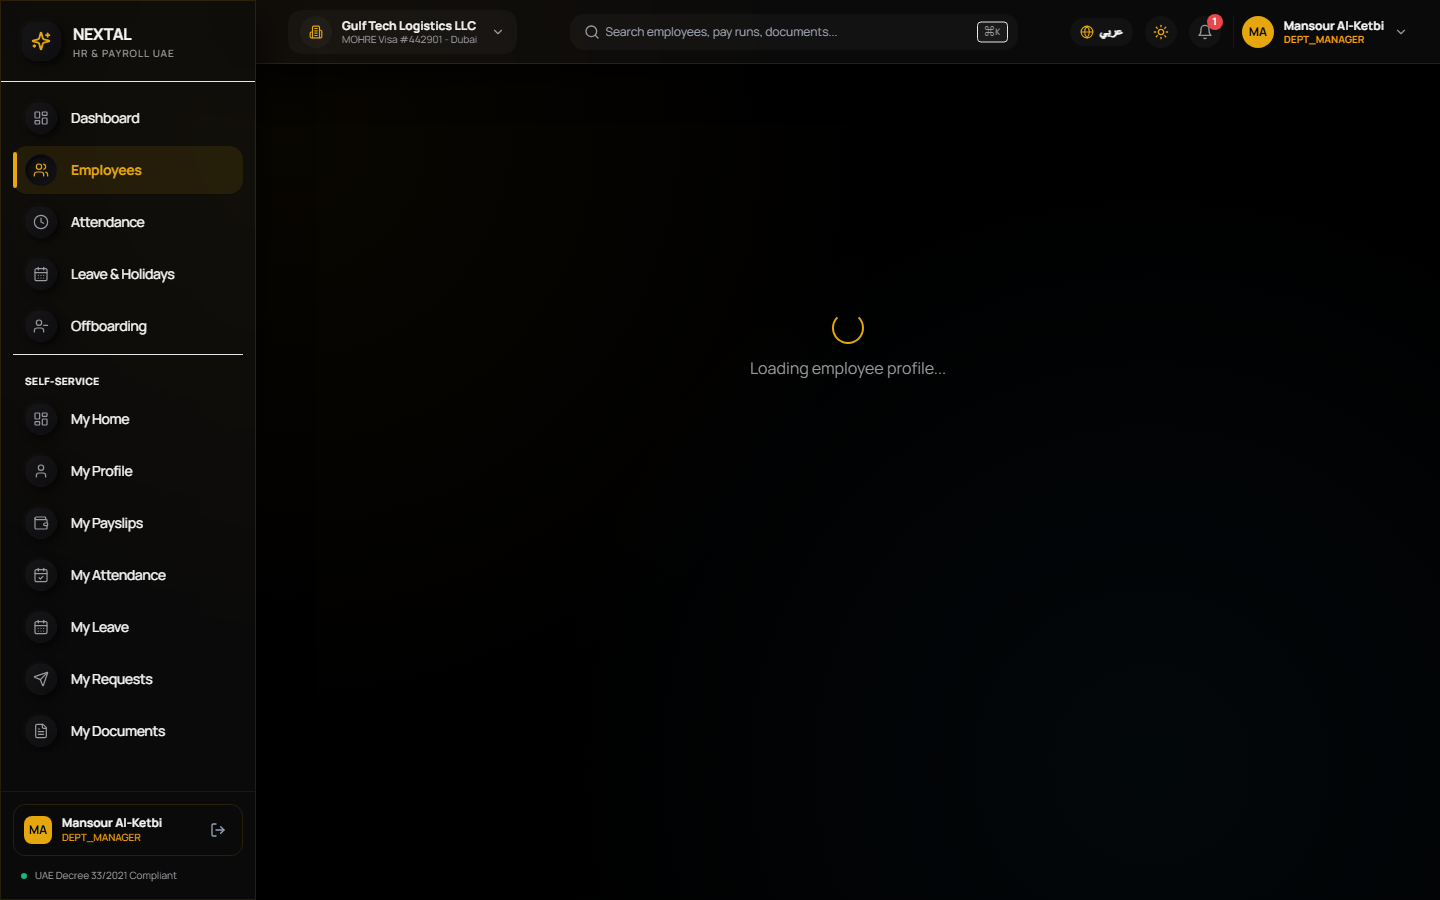 NEXTAL
HR & PAYROLL UAE
Gulf Tech Logistics LLC
MOHRE Visa #442901 - Dubai
Search employees, pay runs, documents...
⌘K
عربي
1
MA
Mansour Al-Ketbi
DEPT_MANAGER
Dashboard
Employees
Attendance
Leave & Holidays
Offboarding
SELF-SERVICE
My Home
My Profile
My Payslips
My Attendance
My Leave
My Requests
My Documents
Loading employee profile...
MA
Mansour Al-Ketbi
DEPT_MANAGER
UAE Decree 33/2021 Compliant